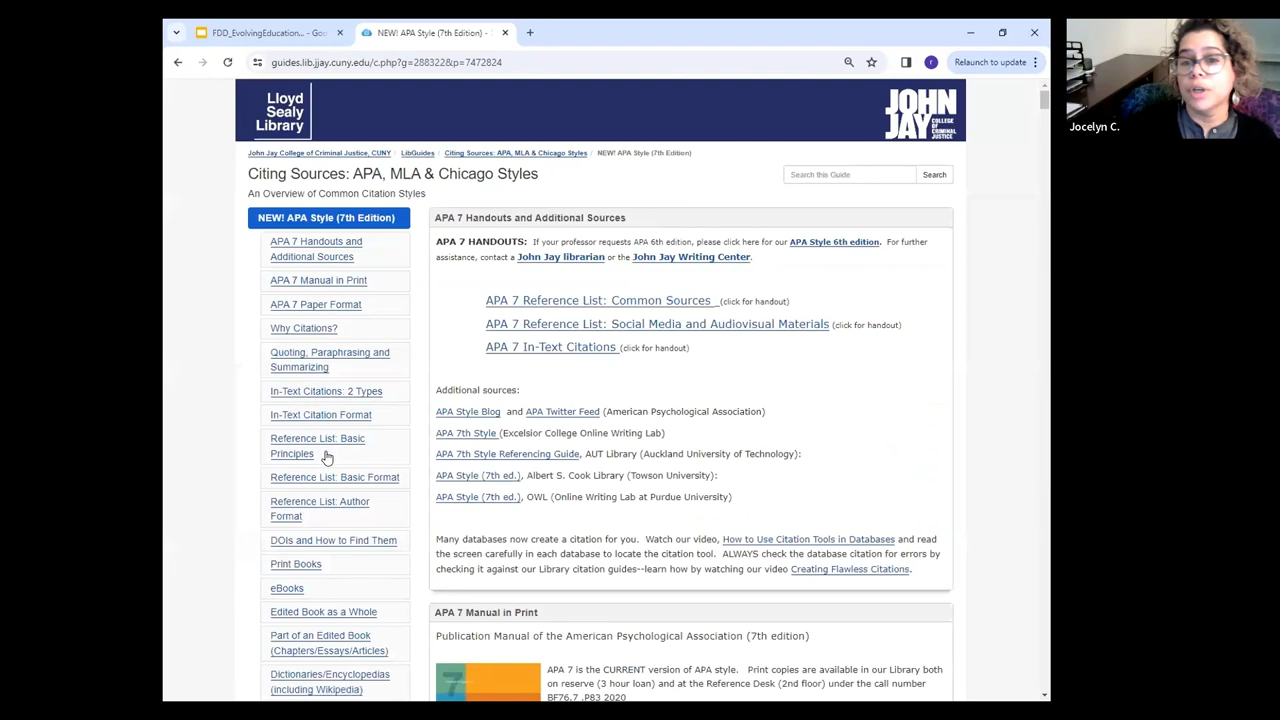 FDD_EvolvingEducation... - Goo
NEW! APA Style (7th Edition) -
guides.lib.jjay.cuny.edu/c.php?g=288322&p=7472824
r
Relaunch to update
Jocelyn C.
Lloyd
Sealy
Library
JOHN
JAY
COLLEGE
OF
CRIMINAL
JUSTICE
John Jay College of Criminal Justice, CUNY / LibGuides / Citing Sources: APA, MLA & Chicago Styles / NEW! APA Style (7th Edition)
Citing Sources: APA, MLA & Chicago Styles
Search this Guide
Search
An Overview of Common Citation Styles
NEW! APA Style (7th Edition)
APA 7 Handouts and
Additional Sources
APA 7 Manual in Print
APA 7 Paper Format
Why Citations?
Quoting, Paraphrasing and
Summarizing
In-Text Citations: 2 Types
In-Text Citation Format
Reference List: Basic
Principles
Reference List: Basic Format
Reference List: Author
Format
DOIs and How to Find Them
Print Books
eBooks
Edited Book as a Whole
Part of an Edited Book
(Chapters/Essays/Articles)
Dictionaries/Encyclopedias
(including Wikipedia)
APA 7 Handouts and Additional Sources
APA 7 HANDOUTS: If your professor requests APA 6th edition, please click here for our APA Style 6th edition. For further
assistance, contact a John Jay librarian or the John Jay Writing Center.
APA 7 Reference List: Common Sources (click for handout)
APA 7 Reference List: Social Media and Audiovisual Materials (click for handout)
APA 7 In-Text Citations (click for handout)
Additional sources:
APA Style Blog and APA Twitter Feed (American Psychological Association)
APA 7th Style (Excelsior College Online Writing Lab)
APA 7th Style Referencing Guide, AUT Library (Auckland University of Technology):
APA Style (7th ed.), Albert S. Cook Library (Towson University):
APA Style (7th ed.), OWL (Online Writing Lab at Purdue University)
Many databases now create a citation for you. Watch our video, How to Use Citation Tools in Databases and read
the screen carefully in each database to locate the citation tool. ALWAYS check the database citation for errors by
checking it against our Library citation guides--learn how by watching our video Creating Flawless Citations.
APA 7 Manual in Print
Publication Manual of the American Psychological Association (7th edition)
7
APA 7 is the CURRENT version of APA style. Print copies are available in our Library both
on reserve (3 hour loan) and at the Reference Desk (2nd floor) under the call number
BF76.7 .P83 2020